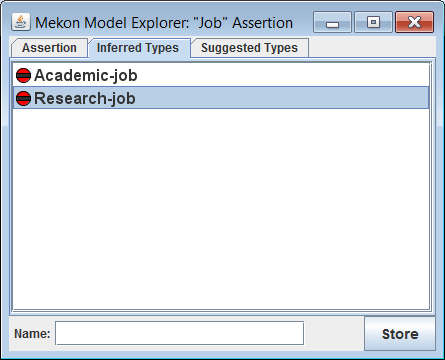 Mekon Model Explorer: "Job" Assertion
Assertion Inferred Types Suggested Types
Academic-job
Research-job
Name: Store